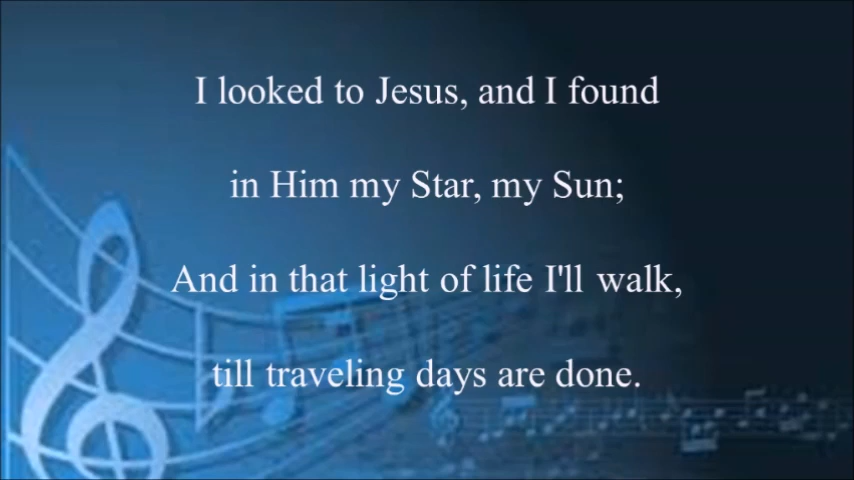 I looked to Jesus, and I found
in Him my Star, my Sun;
And in that light of life I'll walk,
till traveling days are done.